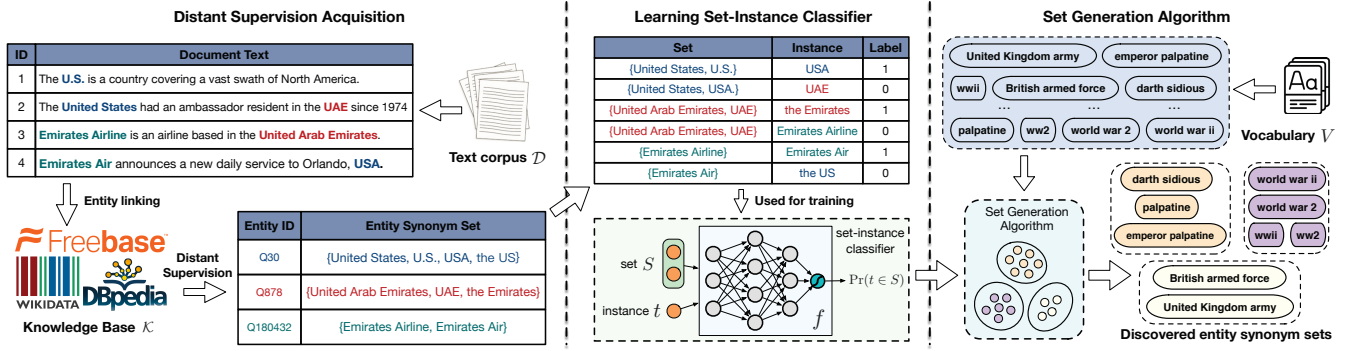 Distant Supervision Acquisition
ID Document Text
1 The U.S. is a country covering a vast swath of North America.
2 The United States had an ambassador resident in the UAE since 1974
3 Emirates Airline is an airline based in the United Arab Emirates.
4 Emirates Air announces a new daily service to Orlando, USA.
Text corpus 𝒟
Entity linking
Freebase™
WIKIDATA
DBpedia
Knowledge Base 𝒦
Distant
Supervision
Entity ID Entity Synonym Set
Q30 {United States, U.S., USA, the US}
Q878 {United Arab Emirates, UAE, the Emirates}
Q180432 {Emirates Airline, Emirates Air}
Learning Set-Instance Classifier
Set Instance Label
{United States, U.S.} USA 1
{United States, USA.} UAE 0
{United Arab Emirates, UAE} the Emirates 1
{United Arab Emirates, UAE} Emirates Airline 0
{Emirates Airline} Emirates Air 1
{Emirates Air} the US 0
Used for training
set S
instance t
set-instance
classifier
Pr(t ∈ S)
f
Set Generation Algorithm
United Kingdom army emperor palpatine
wwii British armed force darth sidious
... ...
palpatine ww2 world war 2 world war ii
Aa
Vocabulary V
Set Generation
Algorithm
darth sidious
palpatine
emperor palpatine
world war ii
world war 2
wwii ww2
British armed force
United Kingdom army
Discovered entity synonym sets